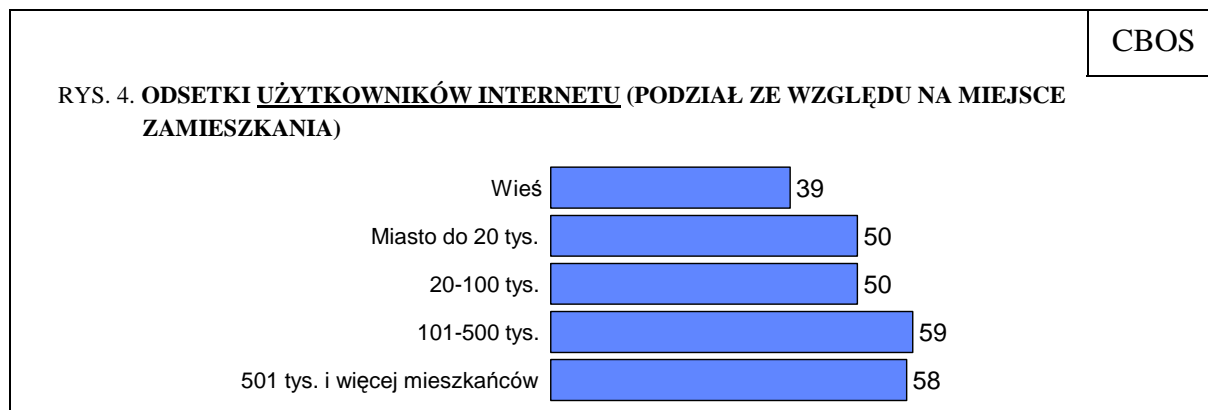 CBOS
RYS. 4. ODSETKI UŻYTKOWNIKÓW INTERNETU (PODZIAŁ ZE WZGLĘDU NA MIEJSCE
ZAMIESZKANIA)
Wieś 39
Miasto do 20 tys. 50
20-100 tys. 50
101-500 tys. 59
501 tys. i więcej mieszkańców 58